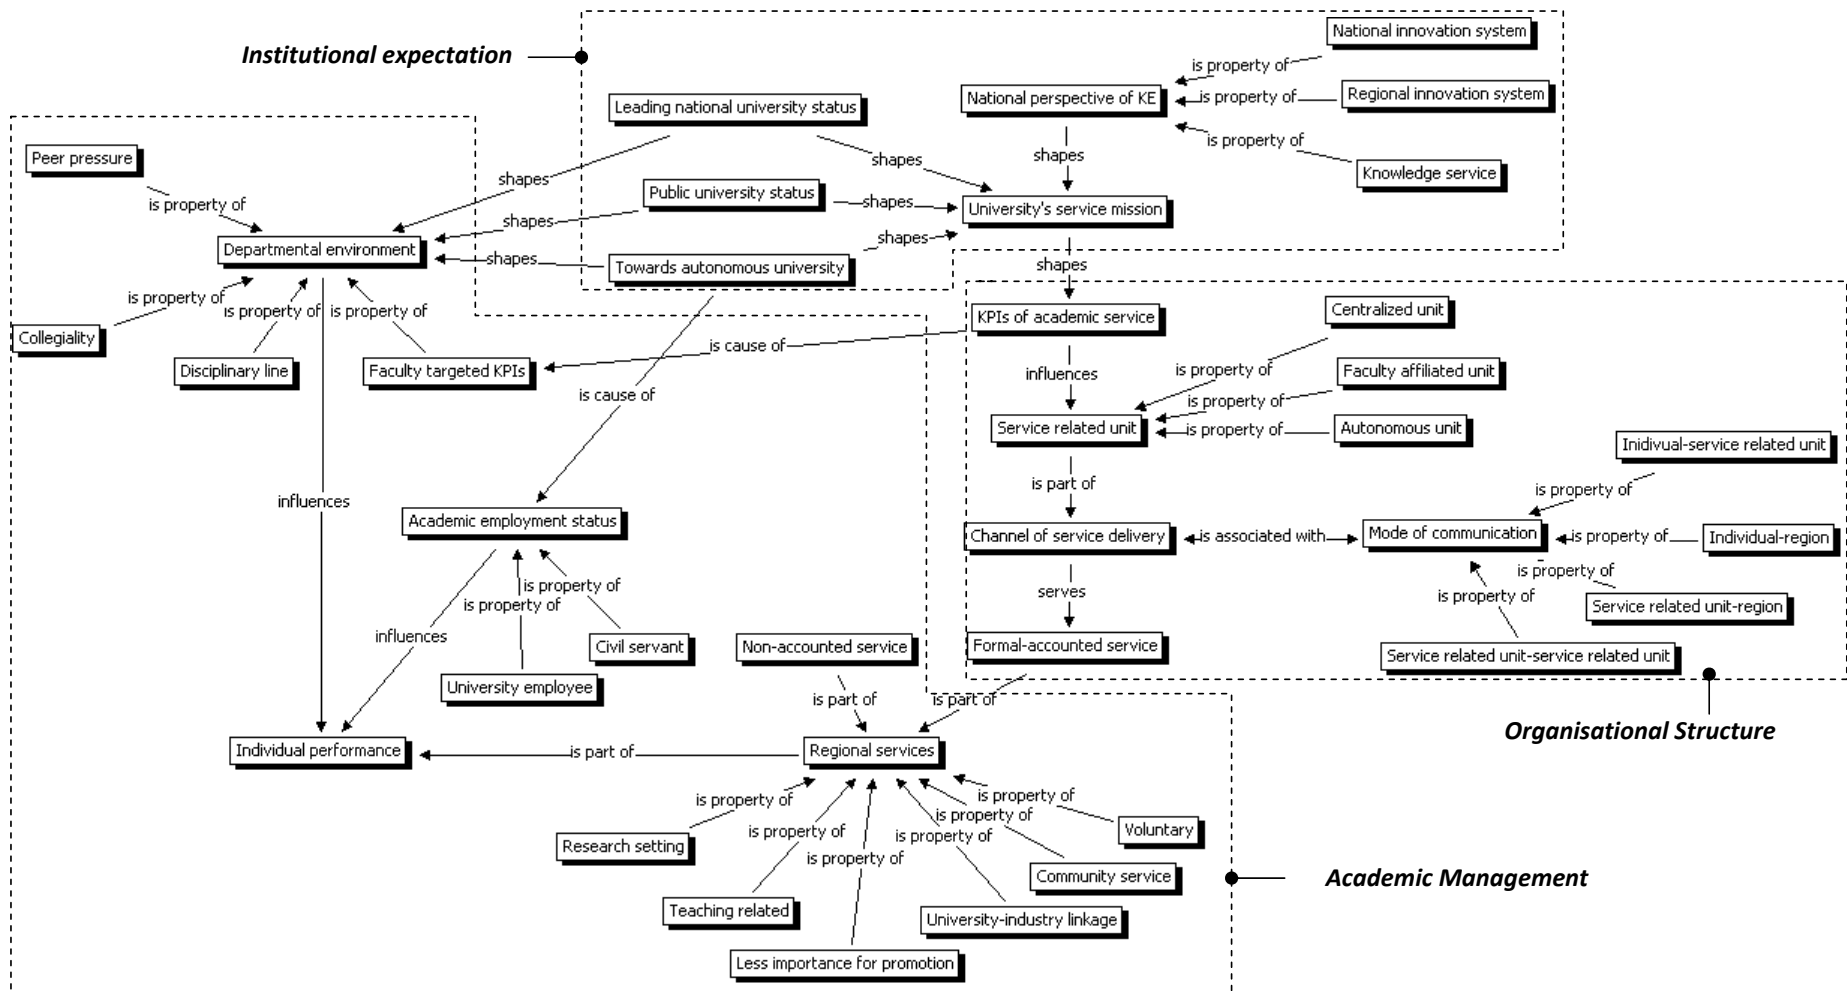 National innovation system
Institutional expectation
is property of
Leading national university status
National perspective of KE
is property of
Regional innovation system
is property of
Peer pressure
shapes
shapes
Knowledge service
shapes
Public university status
is property of
shapes
University's service mission
shapes
Departmental environment
shapes
shapes
Towards autonomous university
shapes
is property of
is property of
is property of
Collegiality
KPIs of academic service
Centralized unit
is cause of
Disciplinary line
Faculty targeted KPIs
influences
is property of
Faculty affiliated unit
is cause of
is property of
Service related unit
is property of
Autonomous unit
Inidivual-service related unit
is part of
is property of
influences
Academic employment status
Channel of service delivery
is associated with
Mode of communication
is property of
Individual-region
is property of
is property of
is property of
serves
is property of
Service related unit-region
influences
Civil servant
Non-accounted service
Formal-accounted service
Service related unit-service related unit
University employee
is part of
is part of
Organisational Structure
Individual performance
is part of
Regional services
is property of
is property of
is property of
is property of
is property of
is property of
Voluntary
Research setting
Community service
Academic Management
Teaching related
University-industry linkage
Less importance for promotion